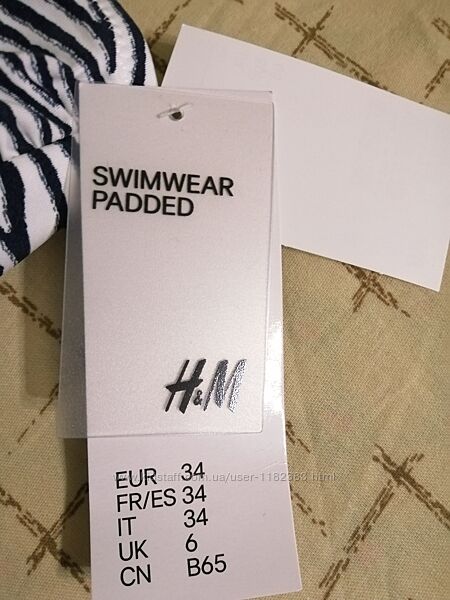 SWIMWEAR
PADDED
H&M
EUR 34
FR/ES 34
IT 34
UK 6
CN B65